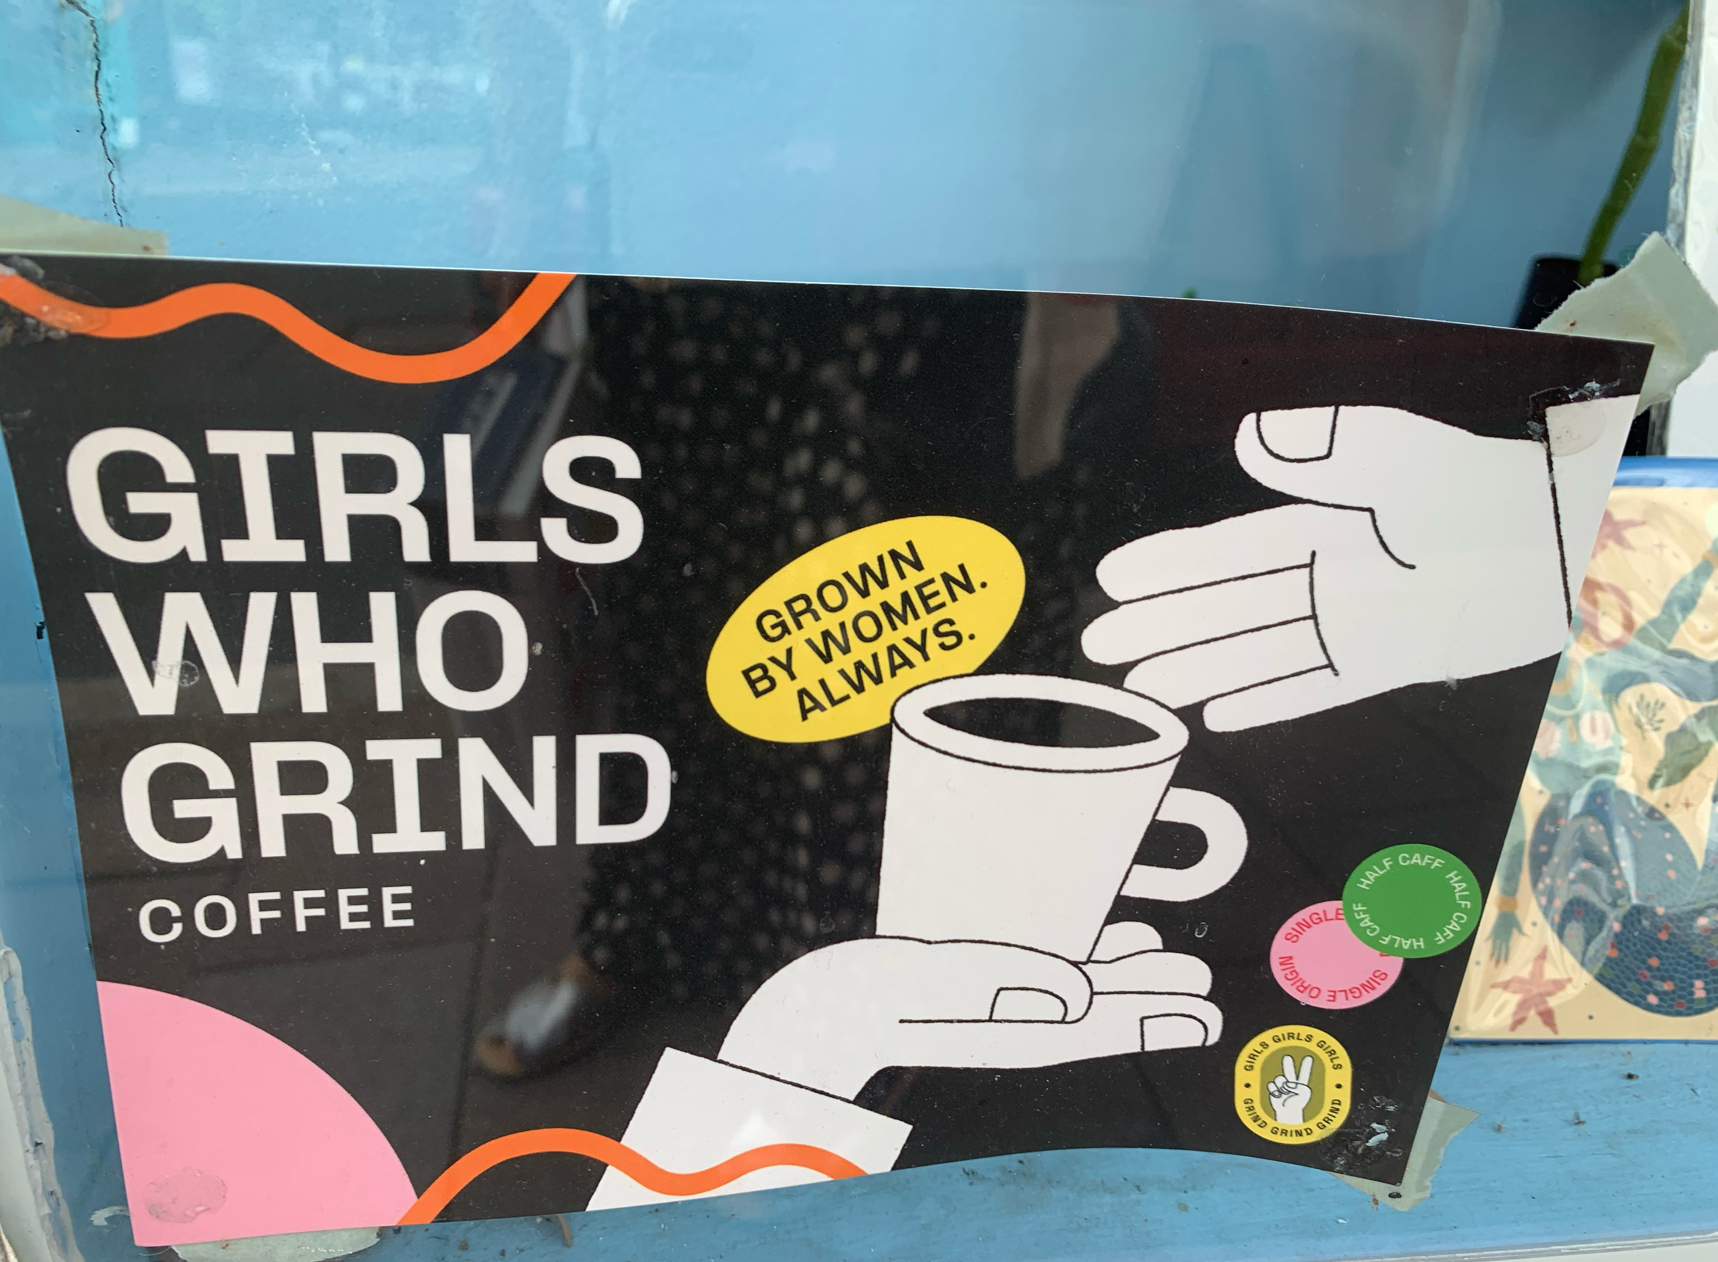 GIRLS
WHO
GRIND
COFFEE
GROWN
BY WOMEN.
ALWAYS.
HALF CAFF HALF CAFF HALF CAFF
SINGLE ORIGIN SINGLE
GIRLS GIRLS GIRLS
GRIND GRIND GRIND